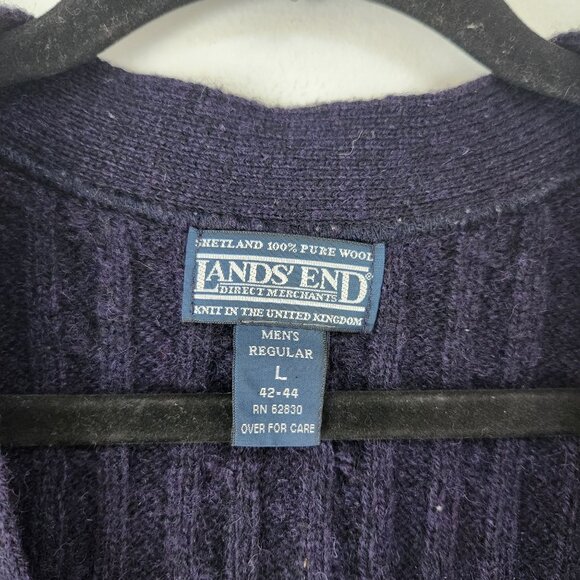 SHETLAND 100% PURE WOOL
LANDS' END®
DIRECT MERCHANTS
KNIT IN THE UNITED KINGDOM
MEN'S
REGULAR
L
42-44
RN 62830
OVER FOR CARE